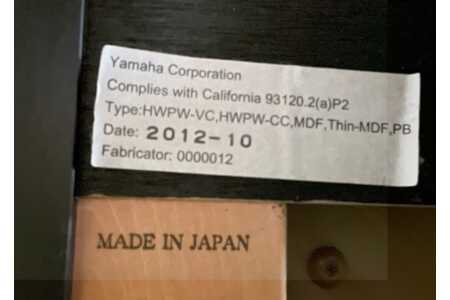 Yamaha Corporation
Complies with California 93120.2(a)P2
Type:HWPW-VC,HWPW-CC,MDF,Thin-MDF,PB
Date: 2012-10
Fabricator: 0000012
MADE IN JAPAN